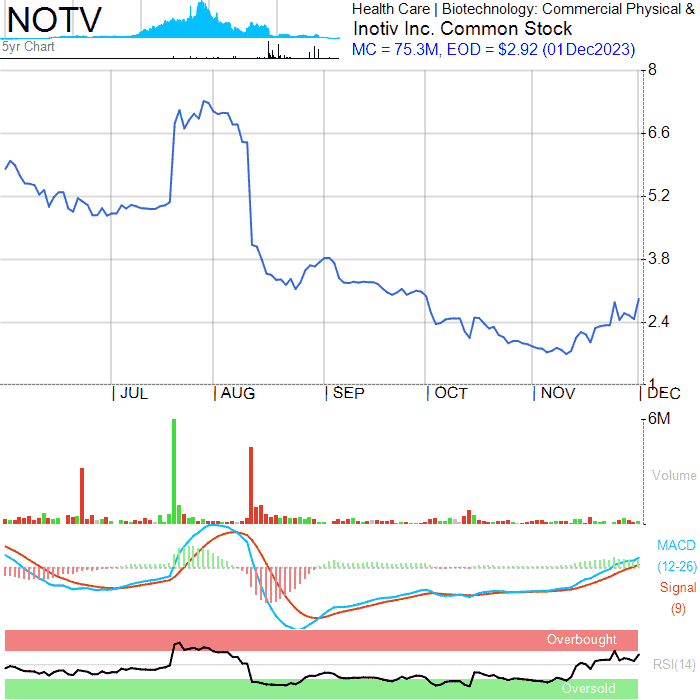 NOTV
5yr Chart
Health Care | Biotechnology: Commercial Physical &
Inotiv Inc. Common Stock
MC = 75.3M, EOD = $2.92 (01Dec2023)
8
6.6
5.2
3.8
2.4
1
JUL AUG SEP OCT NOV DEC
6M
Volume
MACD
(12-26)
Signal
(9)
Overbought
RSI(14)
Oversold